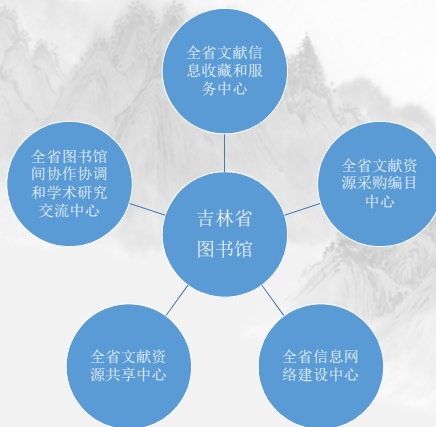 全省文献信
息收藏和服
务中心
全省图书馆
间协作协调
和学术研究
交流中心
全省文献资
源采购编目
中心
吉林省
图书馆
全省文献资
源共享中心
全省信息网
络建设中心